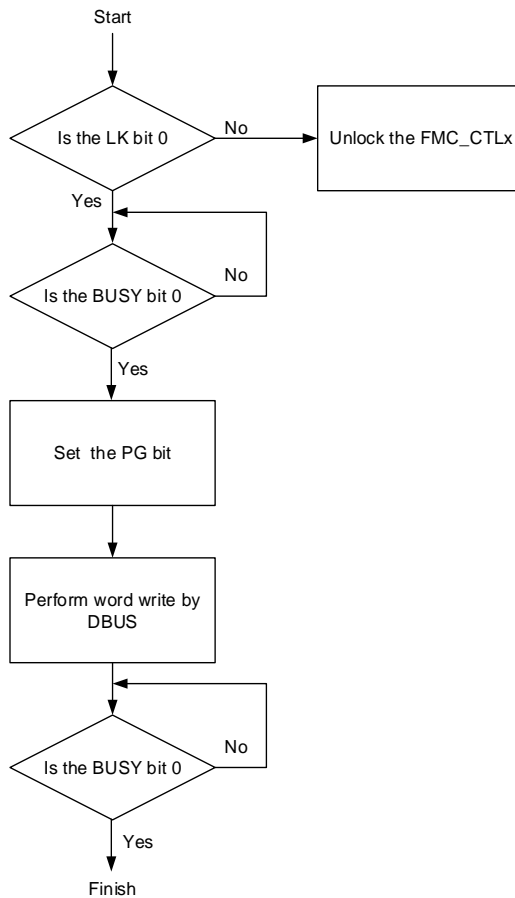 Start
Is the LK bit 0
No
Unlock the FMC_CTLx
Yes
Is the BUSY bit 0
No
Yes
Set the PG bit
Perform word write by
DBUS
Is the BUSY bit 0
No
Yes
Finish